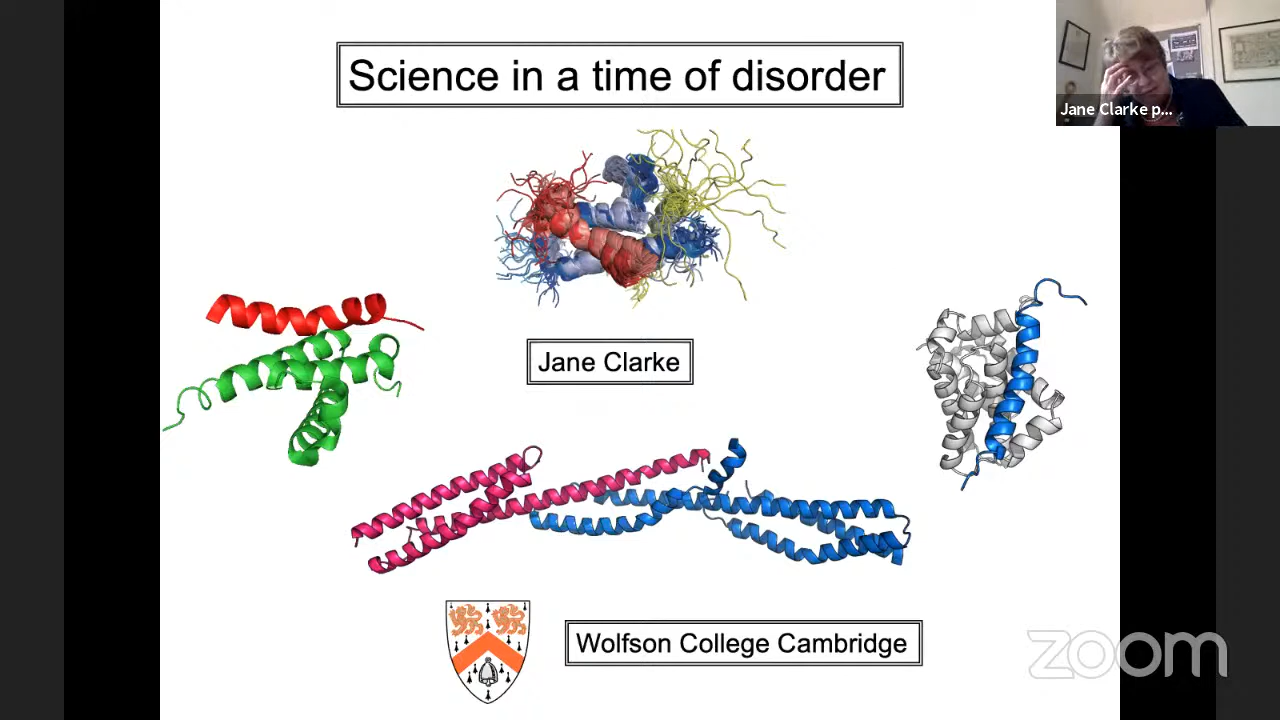 Science in a time of disorder
Jane Clarke p...
Jane Clarke
Wolfson College Cambridge
zoom